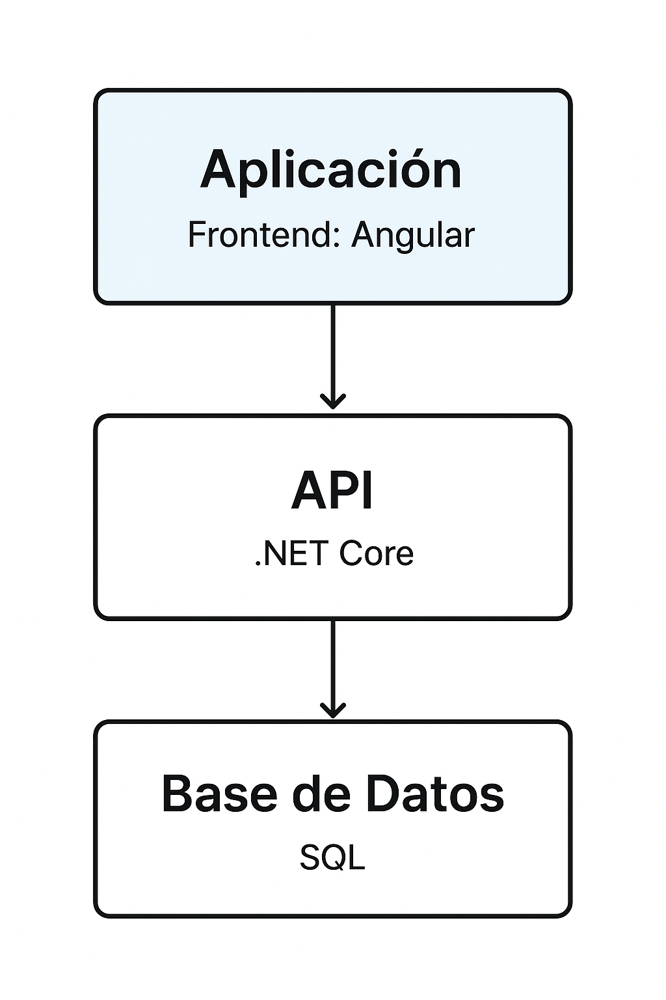 Aplicación
Frontend: Angular
API
.NET Core
Base de Datos
SQL